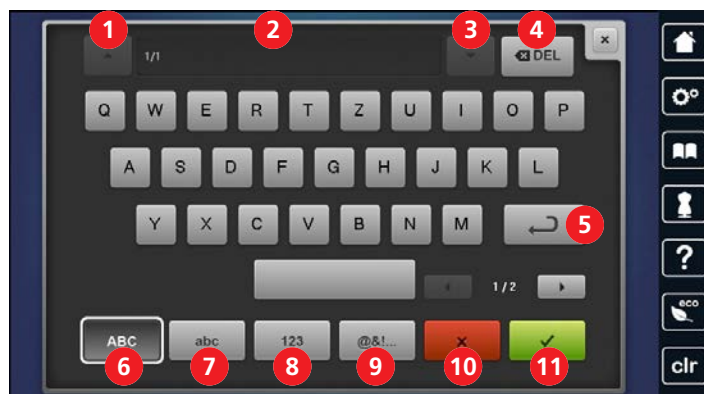 1 2 3 4
1/1 DEL ×
Q W E R T Z U I O P
A S D F G H J K L
Y X C V B N M 5
1/2
?
eco
ABC abc 123 @&!... × ✓
6 7 8 9 10 11
clr